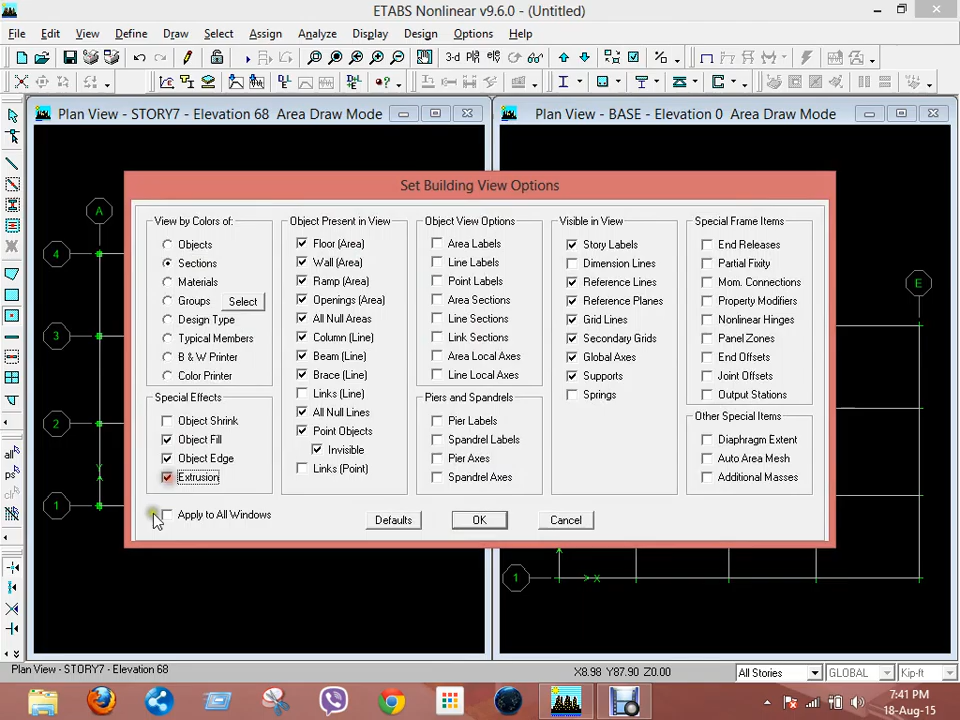 ETABS Nonlinear v9.6.0 - (Untitled)
File Edit View Define Draw Select Assign Analyze Display Design Options Help
3-d
Plan View - STORY7 - Elevation 68 Area Draw Mode
Plan View - BASE - Elevation 0 Area Draw Mode
Set Building View Options
View by Colors of:
Objects
Sections
Materials
Groups Select
Design Type
Typical Members
B & W Printer
Color Printer
Special Effects
Object Shrink
Object Fill
Object Edge
Extrusion
Apply to All Windows
Object Present in View
Floor (Area)
Wall (Area)
Ramp (Area)
Openings (Area)
All Null Areas
Column (Line)
Beam (Line)
Brace (Line)
Links (Line)
All Null Lines
Point Objects
Invisible
Links (Point)
Object View Options
Area Labels
Line Labels
Point Labels
Area Sections
Line Sections
Link Sections
Area Local Axes
Line Local Axes
Piers and Spandrels
Pier Labels
Spandrel Labels
Pier Axes
Spandrel Axes
Visible in View
Story Labels
Dimension Lines
Reference Lines
Reference Planes
Grid Lines
Secondary Grids
Global Axes
Supports
Springs
Special Frame Items
End Releases
Partial Fixity
Mom. Connections
Property Modifiers
Nonlinear Hinges
Panel Zones
End Offsets
Joint Offsets
Output Stations
Other Special Items
Diaphragm Extent
Auto Area Mesh
Additional Masses
Defaults OK Cancel
A
4
3
2
1
Y
E
1
X
all
ps
clr
Plan View - STORY7 - Elevation 68
X8.98 Y87.90 Z0.00
All Stories
GLOBAL
Kip-ft
7:41 PM
18-Aug-15